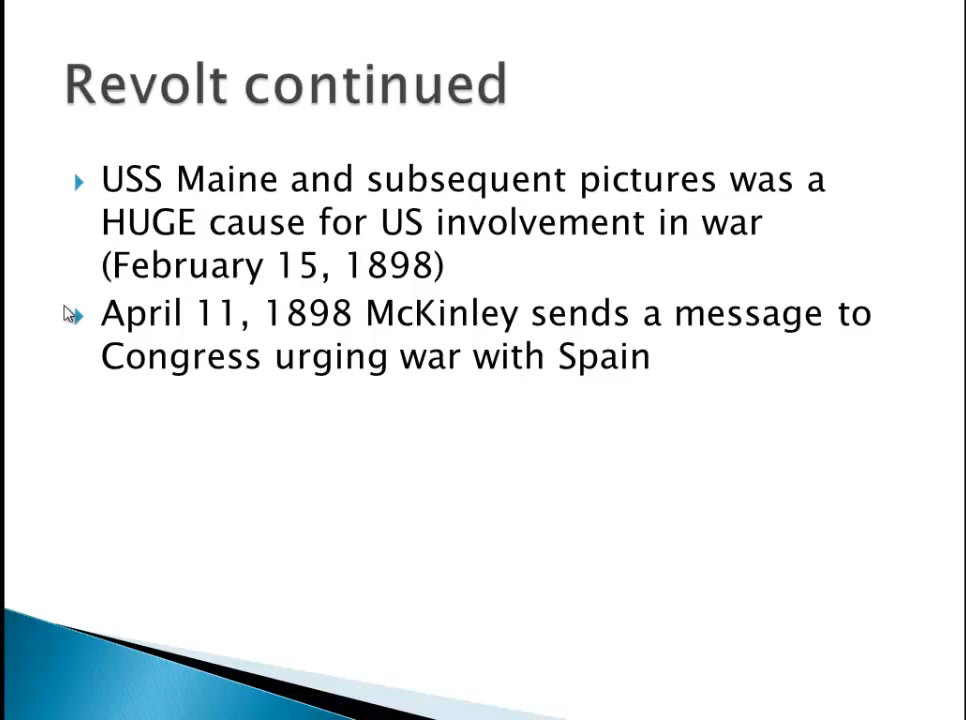 Revolt continued
USS Maine and subsequent pictures was a
HUGE cause for US involvement in war
(February 15, 1898)
April 11, 1898 McKinley sends a message to
Congress urging war with Spain